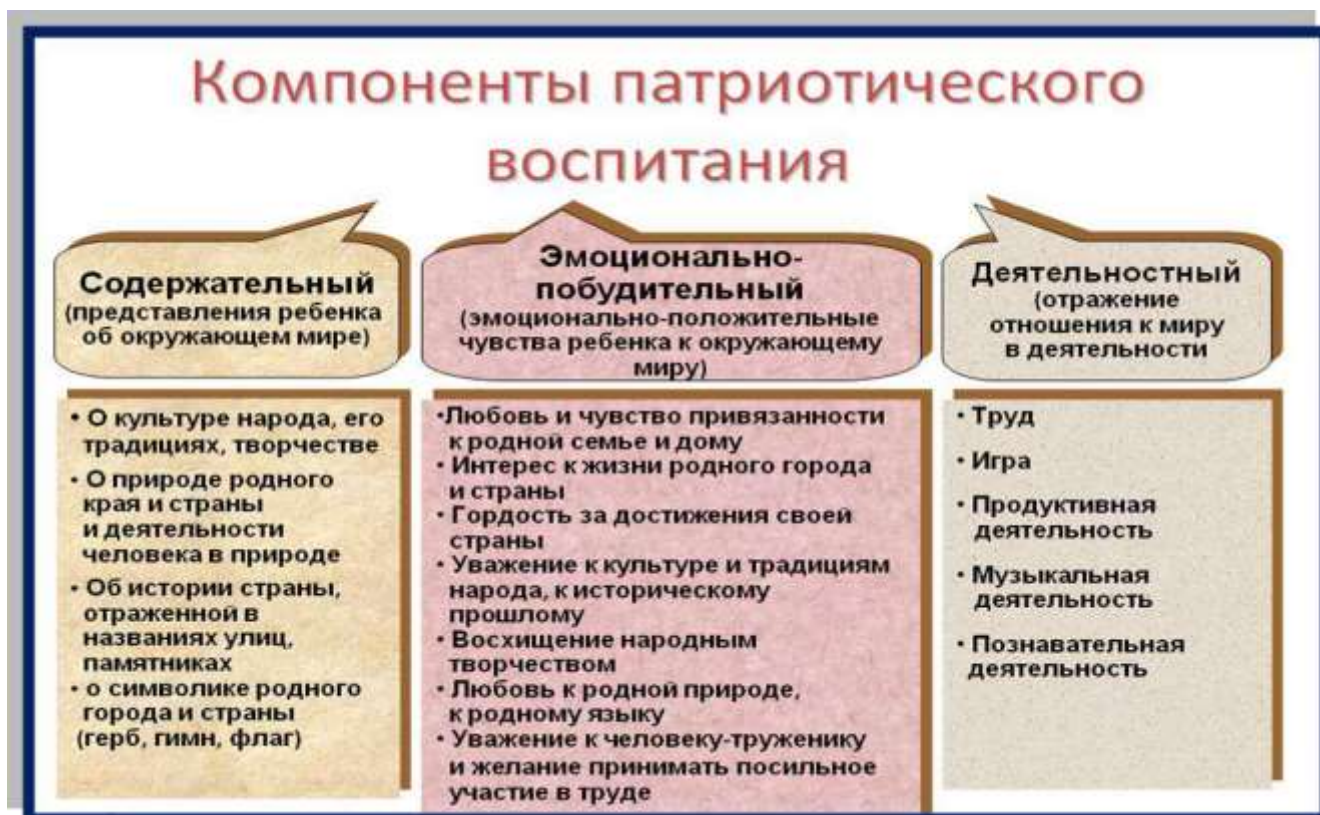 Компоненты патриотического
воспитания
Содержательный
(представления ребенка
об окружающем мире)
• О культуре народа, его
традициях, творчестве
• О природе родного
края и страны
и деятельности
человека в природе
• Об истории страны,
отраженной в
названиях улиц,
памятниках
• о символике родного
города и страны
(герб, гимн, флаг)
Эмоционально-
побудительный
(эмоционально-положительные
чувства ребенка к окружающему
миру)
•Любовь и чувство привязанности
к родной семье и дому
• Интерес к жизни родного города
и страны
• Гордость за достижения своей
страны
• Уважение к культуре и традициям
народа, к историческому
прошлому
• Восхищение народным
творчеством
• Любовь к родной природе,
к родному языку
• Уважение к человеку-труженику
и желание принимать посильное
участие в труде
Деятельностный
(отражение
отношения к миру
в деятельности
• Труд
• Игра
• Продуктивная
деятельность
• Музыкальная
деятельность
• Познавательная
деятельность